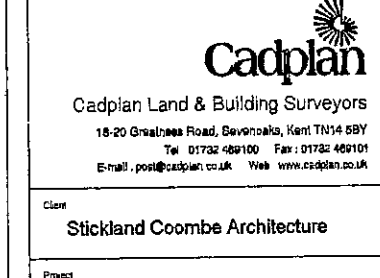 Cadplan
Cadplan Land & Building Surveyors
18-20 Greatness Road, Sevenoaks, Kent TN14 5BY
Tel 01732 469100 Fax : 01732 469101
E-mail . post@cadplan.co.uk Web www.cadplan.co.uk
Client
Stickland Coombe Architecture
Project